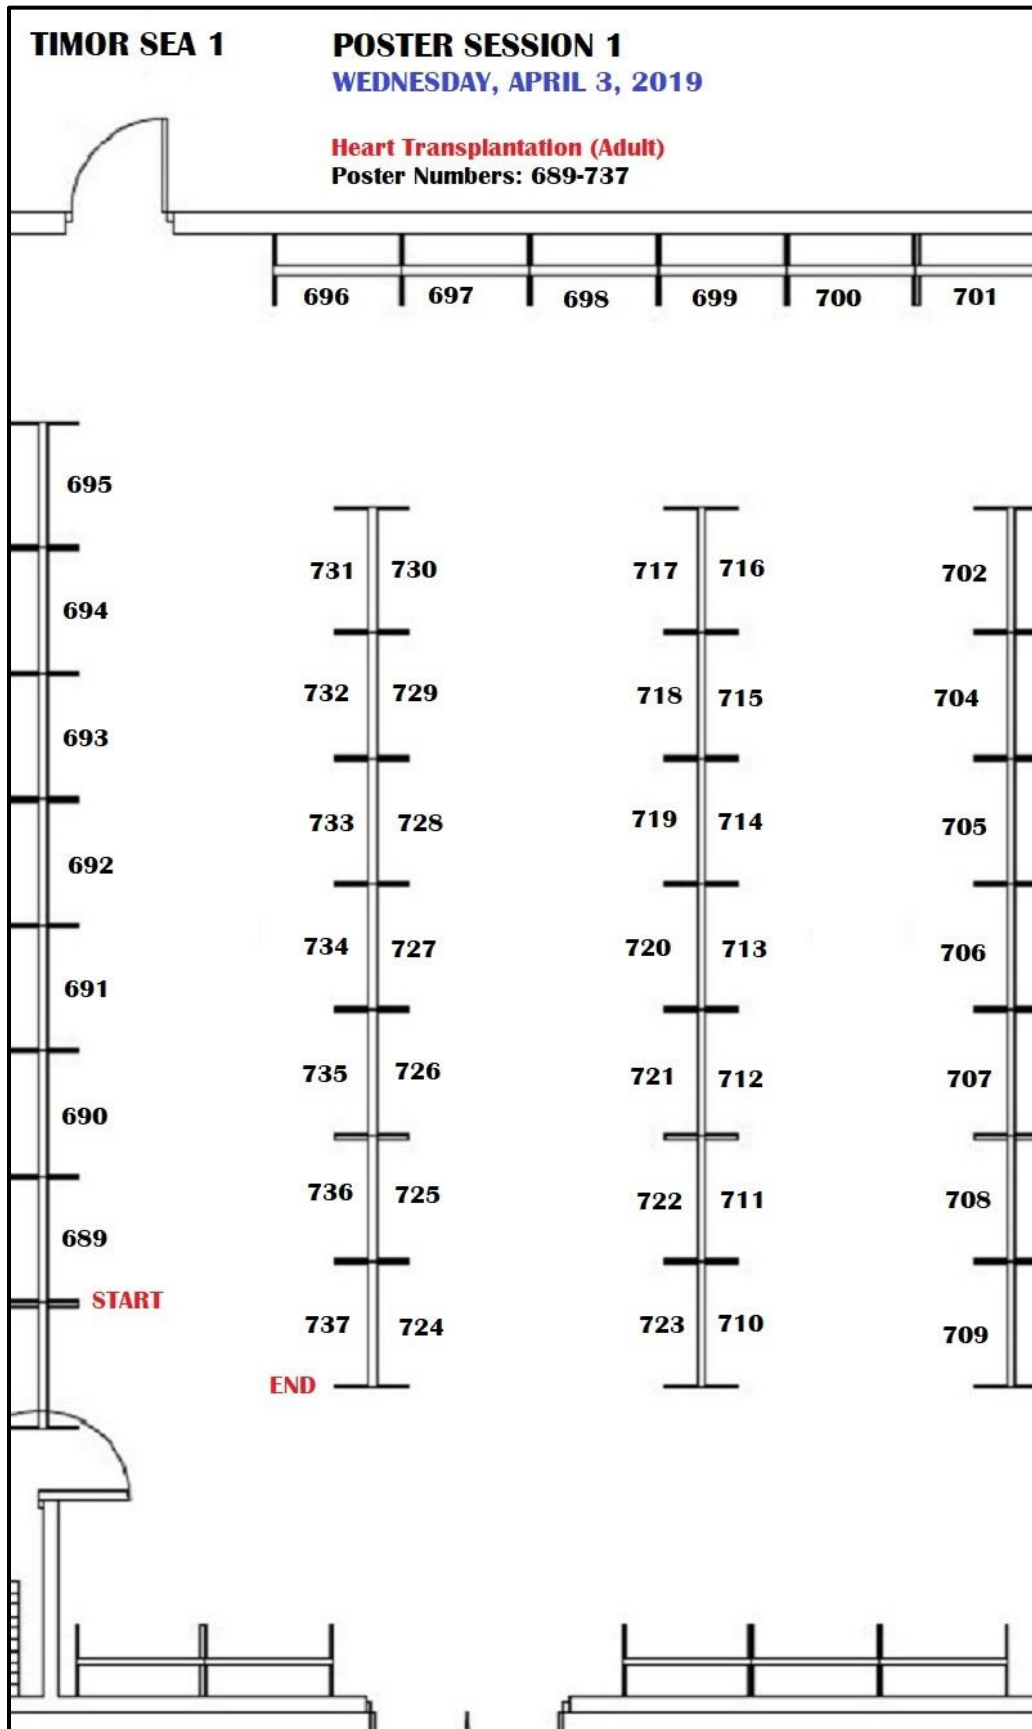 TIMOR SEA 1
POSTER SESSION 1
WEDNESDAY, APRIL 3, 2019
Heart Transplantation (Adult)
Poster Numbers: 689-737
696 697 698 699 700 701
695
731 730 717 716 702
694
732 729 718 715 704
693
733 728 719 714 705
692
734 727 720 713 706
691
735 726 721 712 707
690
736 725 722 711 708
689
START
737 724 723 710 709
END